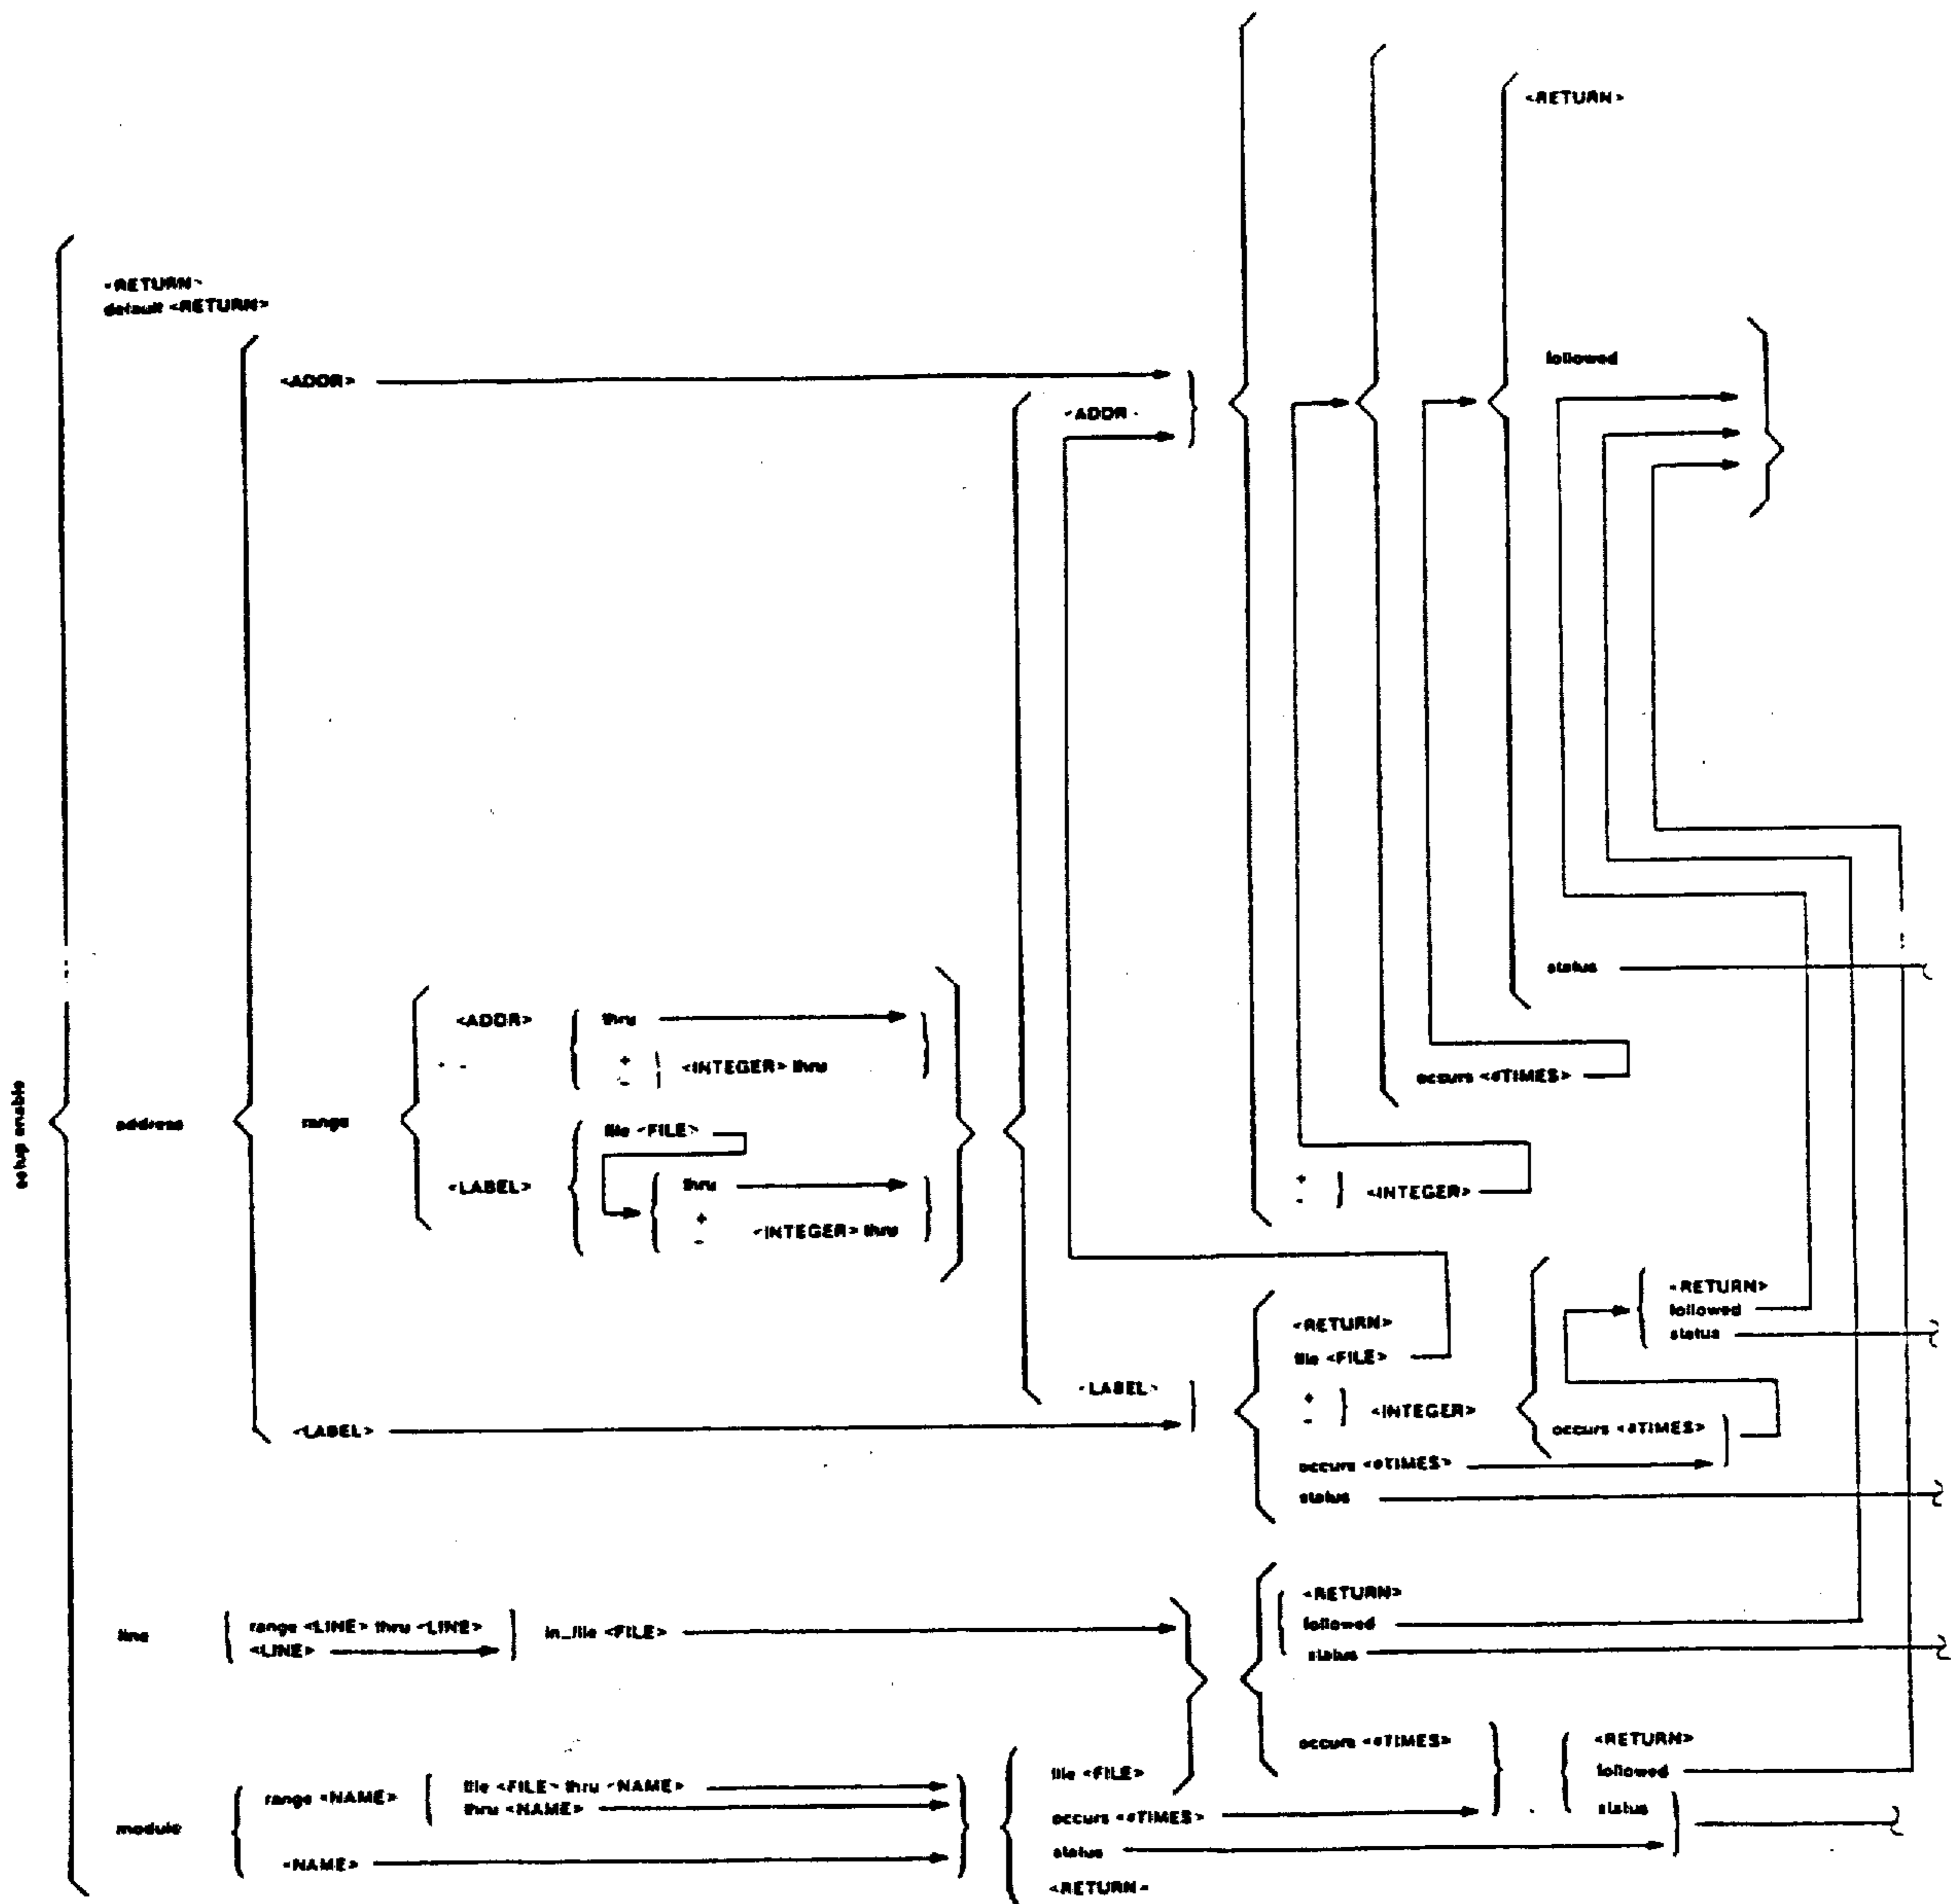 setup enable
<RETURN>
default <RETURN>
address
<ADDR>
range
<ADDR>
thru
+
-
<INTEGER> thru
<LABEL>
file <FILE>
thru
+
-
<INTEGER> thru
<LABEL>
<ADDR>
<LABEL>
<RETURN>
followed
status
occurs <#TIMES>
+
-
<INTEGER>
<RETURN>
file <FILE>
+
-
<INTEGER>
occurs <#TIMES>
status
occurs <#TIMES>
<RETURN>
followed
status
line
range <LINE> thru <LINE>
<LINE>
in_file <FILE>
<RETURN>
followed
status
occurs <#TIMES>
<RETURN>
followed
status
module
range <NAME>
file <FILE> thru <NAME>
thru <NAME>
<NAME>
file <FILE>
occurs <#TIMES>
status
<RETURN>